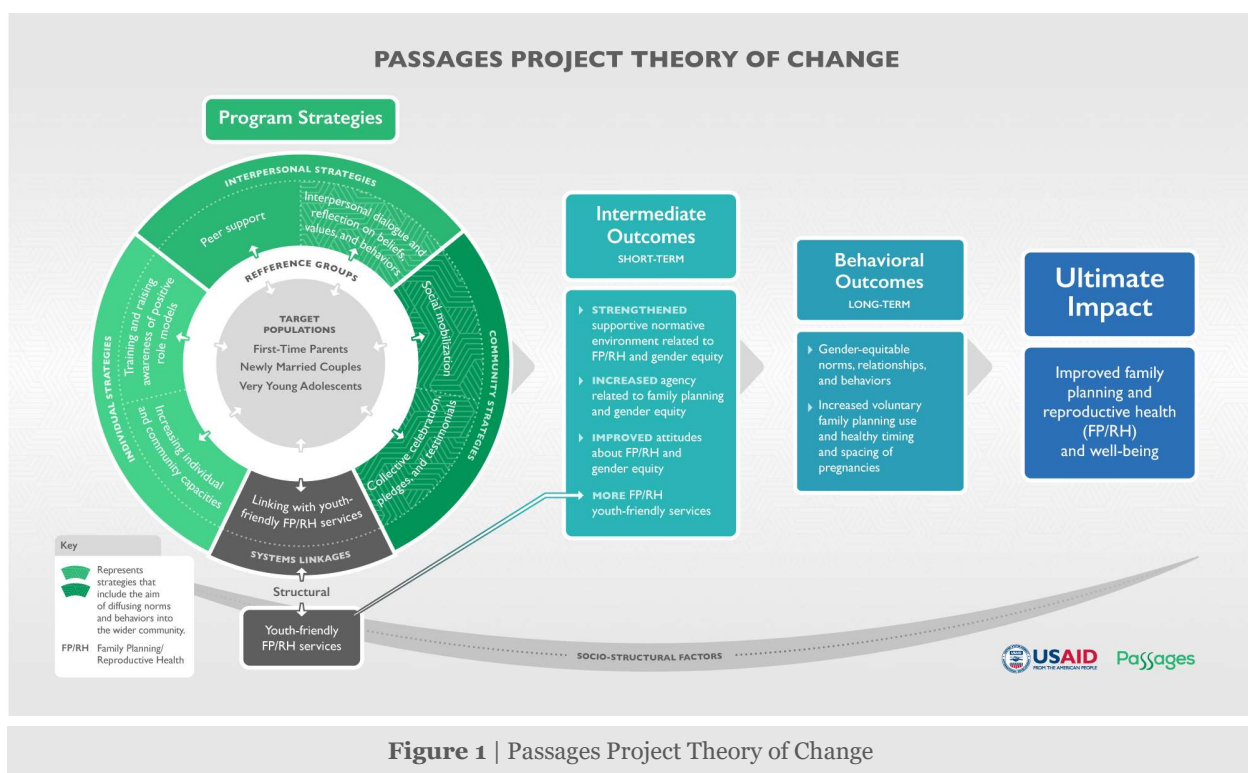 PASSAGES PROJECT THEORY OF CHANGE
Program Strategies
INTERPERSONAL STRATEGIES
Peer support
Interpersonal dialogue and
reflection on beliefs,
values, and behaviors
INDIVIDUAL STRATEGIES
Training and raising
awareness of positive
role models
Increasing individual
and community capacities
COMMUNITY STRATEGIES
Social mobilization
Collective celebration,
pledges, and testimonials
REFFERENCE GROUPS
TARGET
POPULATIONS
First-Time Parents
Newly Married Couples
Very Young Adolescents
Linking with youth-
friendly FP/RH services
SYSTEMS LINKAGES
Structural
Youth-friendly
FP/RH services
Intermediate
Outcomes
SHORT-TERM
STRENGTHENED
supportive normative
environment related to
FP/RH and gender equity
INCREASED agency
related to family planning
and gender equity
IMPROVED attitudes
about FP/RH and
gender equity
MORE FP/RH
youth-friendly services
Behavioral
Outcomes
LONG-TERM
Gender-equitable
norms, relationships,
and behaviors
Increased voluntary
family planning use
and healthy timing
and spacing of
pregnancies
Ultimate
Impact
Improved family
planning and
reproductive health
(FP/RH)
and well-being
Key
Represents
strategies that
include the aim
of diffusing norms
and behaviors into
the wider community.
FP/RH Family Planning/
Reproductive Health
SOCIO-STRUCTURAL FACTORS
USAID
FROM THE AMERICAN PEOPLE
Passages
Figure 1 | Passages Project Theory of Change